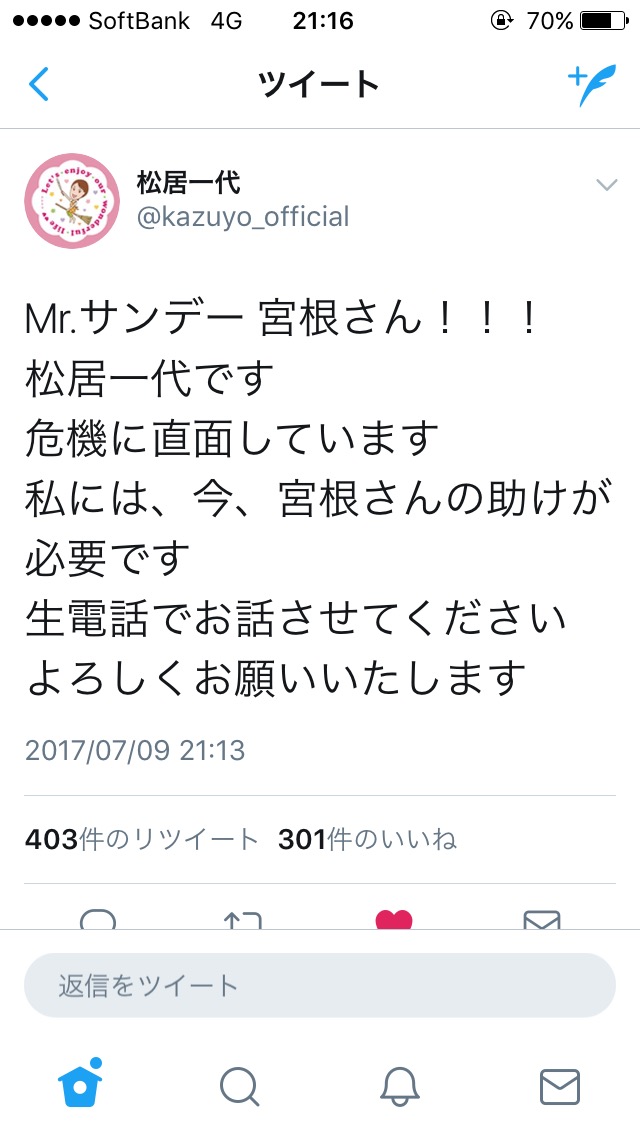 SoftBank 4G 21:16 70%
ツイート
Let's・enjoy・our・wonderful・life
松居一代
@kazuyo_official
Mr.サンデー 宮根さん！！！
松居一代です
危機に直面しています
私には、今、宮根さんの助けが
必要です
生電話でお話させてください
よろしくお願いいたします
2017/07/09 21:13
403件のリツイート 301件のいいね
返信をツイート